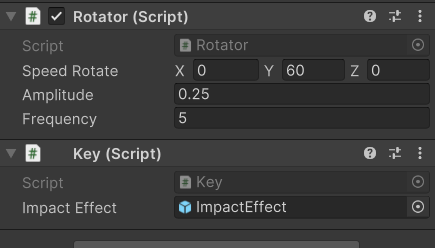 Rotator (Script)
Script Rotator
Speed Rotate X 0 Y 60 Z 0
Amplitude 0.25
Frequency 5
Key (Script)
Script Key
Impact Effect ImpactEffect